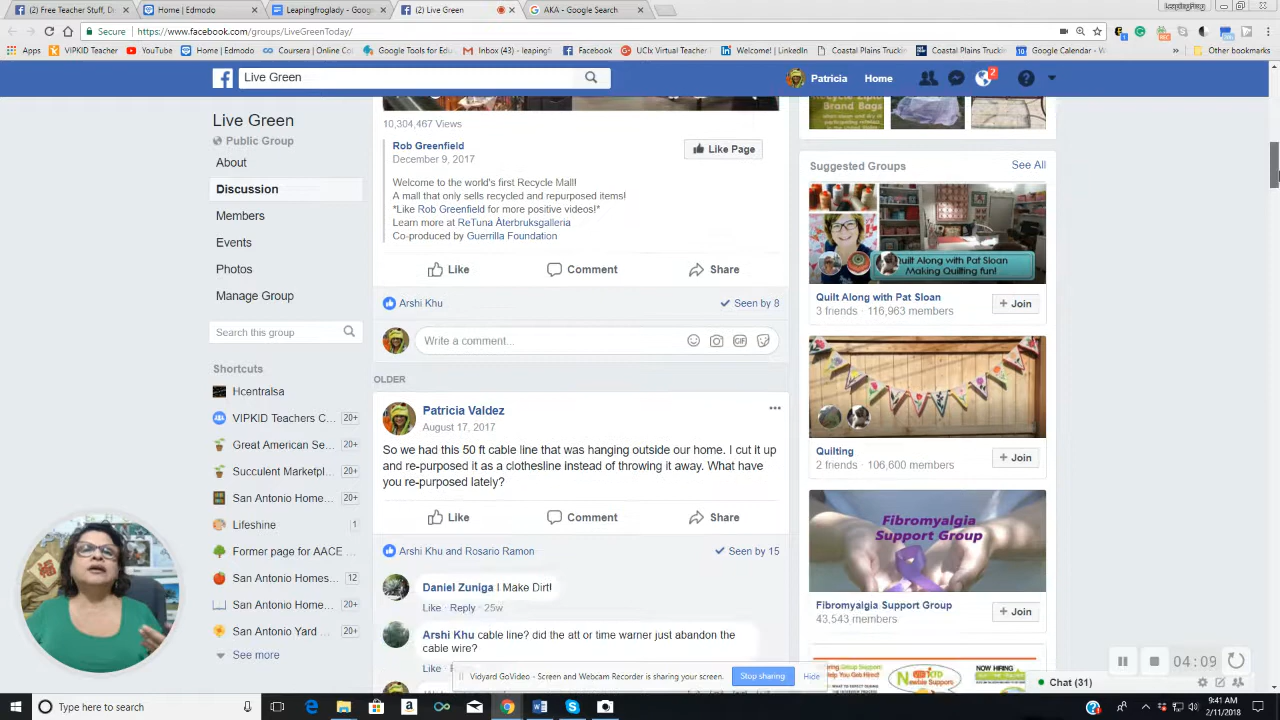 (2) Free Teacher Stuff, D
Home | Edmodo
Leapingfroglady - Googl
(2) Live Green
AKA - Google Search
Secure
https://www.facebook.com/groups/LiveGreenToday/
Apps
VIPKID Teacher
YouTube
Home | Edmodo
Coursera | Online Co
Google Tools for Edu
Inbox (43) - leapingf
Facebook
UCx Virtual Teacher
Welcome! | LinkedIn
Coastal Plains Truck
Coastal Plains Truck
Google Calendar - W
Other bookmarks
Live Green
Patricia
Home
2
Live Green
Public Group
About
Discussion
Members
Events
Photos
Manage Group
Search this group
Shortcuts
Hcentralsa
VIPKID Teachers C... 20+
Great American Se... 20+
Succulent Marketpl... 20+
San Antonio Home... 20+
Lifeshine 1
Former page for AACE ...
San Antonio Homes... 12
San Antonio Home... 20+
San Antonio Yard ... 20+
See more
10,304,467 Views
Rob Greenfield
December 9, 2017
Like Page
Welcome to the world's first Recycle Mall!
A mall that only sells recycled and repurposed items!
*Like Rob Greenfield for more positive videos!*
Learn more at ReTuna Återbruksgalleria
Co-produced by Guerrilla Foundation
Like
Comment
Share
Arshi Khu
Seen by 8
Write a comment...
OLDER
Patricia Valdez
August 17, 2017
So we had this 50 ft cable line that was hanging outside our home. I cut it up
and re-purposed it as a clothesline instead of throwing it away. What have
you re-purposed lately?
Like
Comment
Share
Arshi Khu and Rosario Ramon
Seen by 15
Daniel Zuniga I Make Dirt!
Like · Reply · 25w
Arshi Khu cable line? did the att or time warner just abandon the
cable wire?
Like
Brand Bags
Suggested Groups
See All
Quilt Along with Pat Sloan
Making Quilting fun!
Quilt Along with Pat Sloan
3 friends · 116,963 members
+ Join
Quilting
2 friends · 106,600 members
+ Join
Fibromyalgia
Support Group
Fibromyalgia Support Group
43,543 members
+ Join
NOW HIRING
Vidyard GoVideo - Screen and Webcam Recorder is sharing your screen.
Stop sharing
Hide
04:09
Chat (31)
Type here to search
9:41 AM
2/11/2018